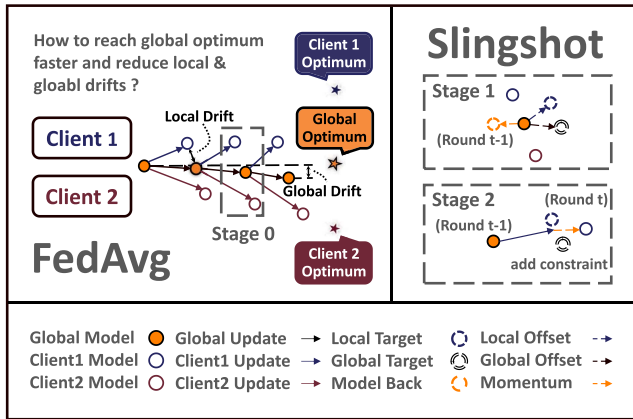 How to reach global optimum
faster and reduce local &
gloabl drifts ?
Client 1
Optimum
Local Drift
Global
Optimum
Client 1
Client 2
Global Drift
Stage 0
FedAvg
Client 2
Optimum
Slingshot
Stage 1
(Round t-1)
Stage 2
(Round t)
(Round t-1)
add constraint
Global Model Global Update Local Target Local Offset
Client1 Model Client1 Update Global Target Global Offset
Client2 Model Client2 Update Model Back Momentum